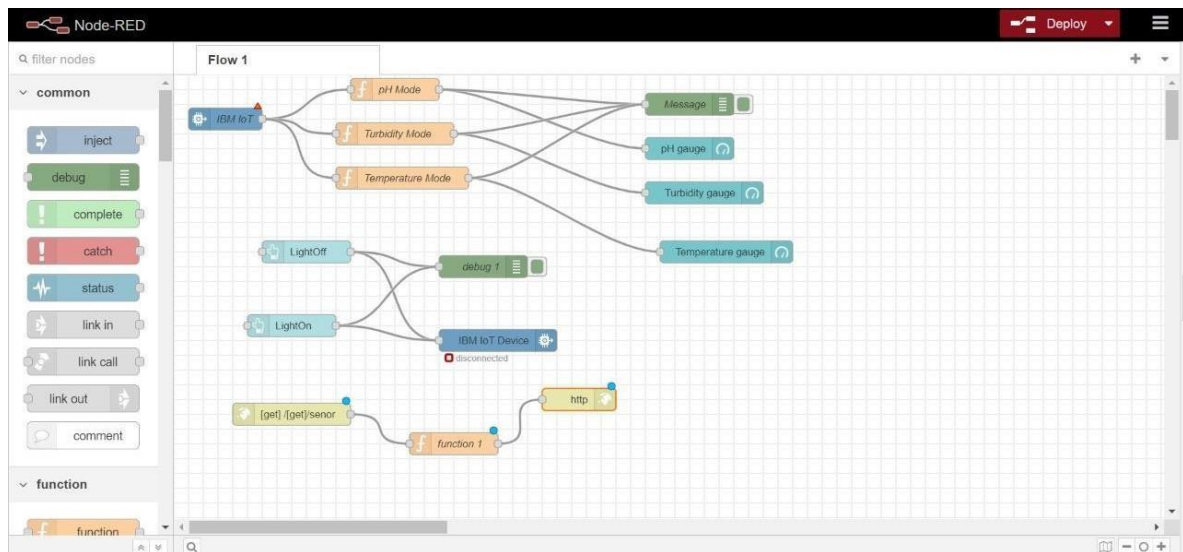 Node-RED
Deploy
filter nodes
Flow 1
common
inject
debug
complete
catch
status
link in
link call
link out
comment
function
function
IBM IoT
pH Mode
Turbidity Mode
Temperature Mode
Message
pH gauge
Turbidity gauge
Temperature gauge
LightOff
LightOn
debug 1
IBM IoT Device
disconnected
[get] /[get]/senor
function 1
http